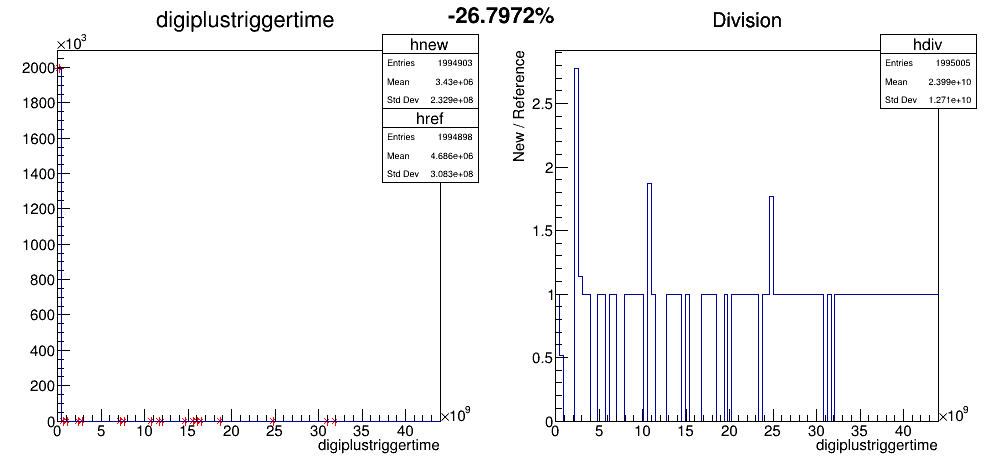 digiplustriggertime
-26.7972%
Division
×10³
hnew
Entries 1994903
Mean 3.43e+06
Std Dev 2.329e+08
href
Entries 1994898
Mean 4.686e+06
Std Dev 3.083e+08
2000
1800
1600
1400
1200
1000
800
600
400
200
0
0 5 10 15 20 25 30 35 40
×10⁹
digiplustriggertime
hdiv
Entries 1995005
Mean 2.399e+10
Std Dev 1.271e+10
New / Reference
2.5
2
1.5
1
0.5
0
0 5 10 15 20 25 30 35 40
×10⁹
digiplustriggertime